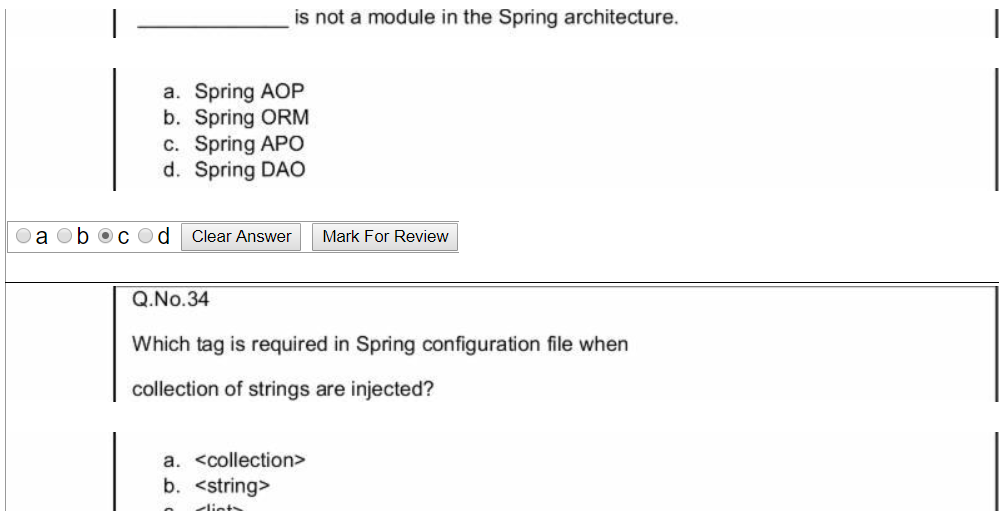 ____________ is not a module in the Spring architecture.
a. Spring AOP
b. Spring ORM
c. Spring APO
d. Spring DAO
a b c d Clear Answer Mark For Review
Q.No.34
Which tag is required in Spring configuration file when
collection of strings are injected?
a. <collection>
b. <string>
c. <list>